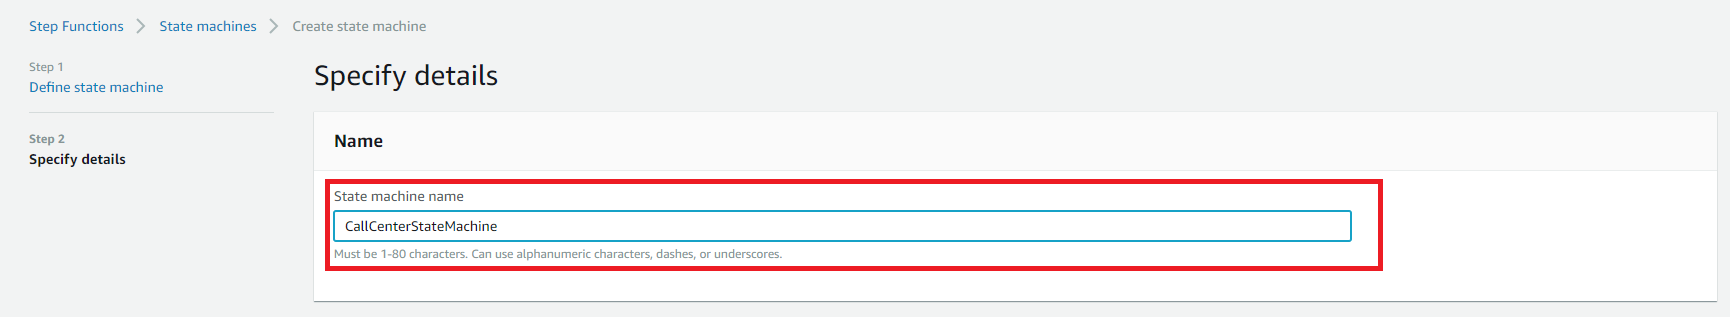 Step Functions > State machines > Create state machine
Step 1
Define state machine
Step 2
Specify details
Specify details
Name
State machine name
CallCenterStateMachine
Must be 1-80 characters. Can use alphanumeric characters, dashes, or underscores.